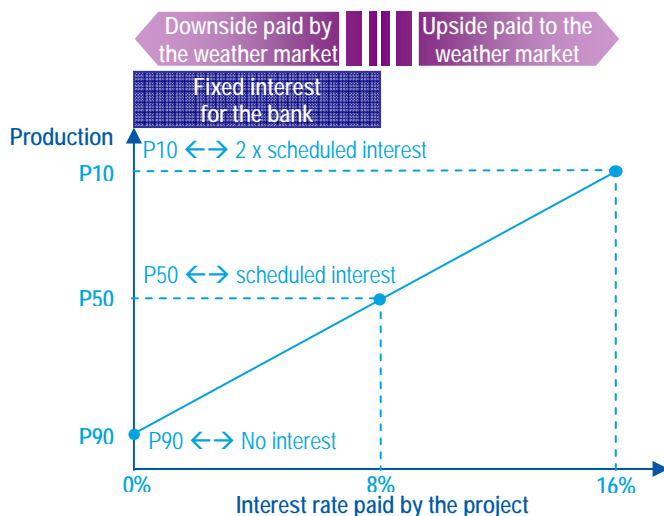 Downside paid by
the weather market
Upside paid to the
weather market
Fixed interest
for the bank
Production
P10 ←→ 2 x scheduled interest
P10
P50 ←→ scheduled interest
P50
P90
P90 ←→ No interest
0%
8%
16%
Interest rate paid by the project